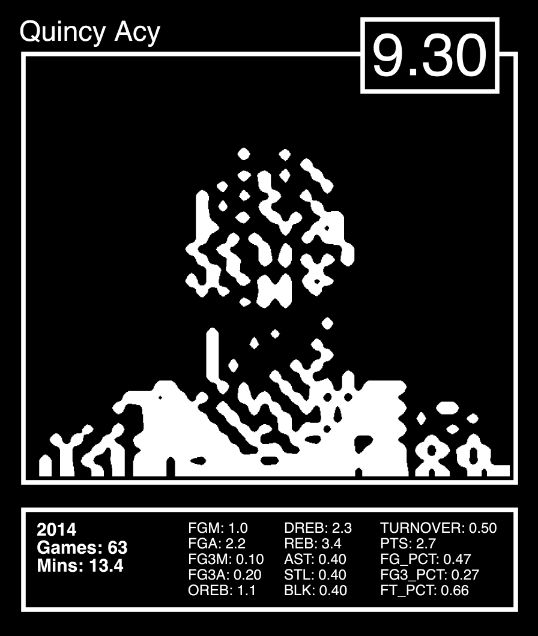 Quincy Acy
9.30
2014
Games: 63
Mins: 13.4
FGM: 1.0
FGA: 2.2
FG3M: 0.10
FG3A: 0.20
OREB: 1.1
DREB: 2.3
REB: 3.4
AST: 0.40
STL: 0.40
BLK: 0.40
TURNOVER: 0.50
PTS: 2.7
FG_PCT: 0.47
FG3_PCT: 0.27
FT_PCT: 0.66